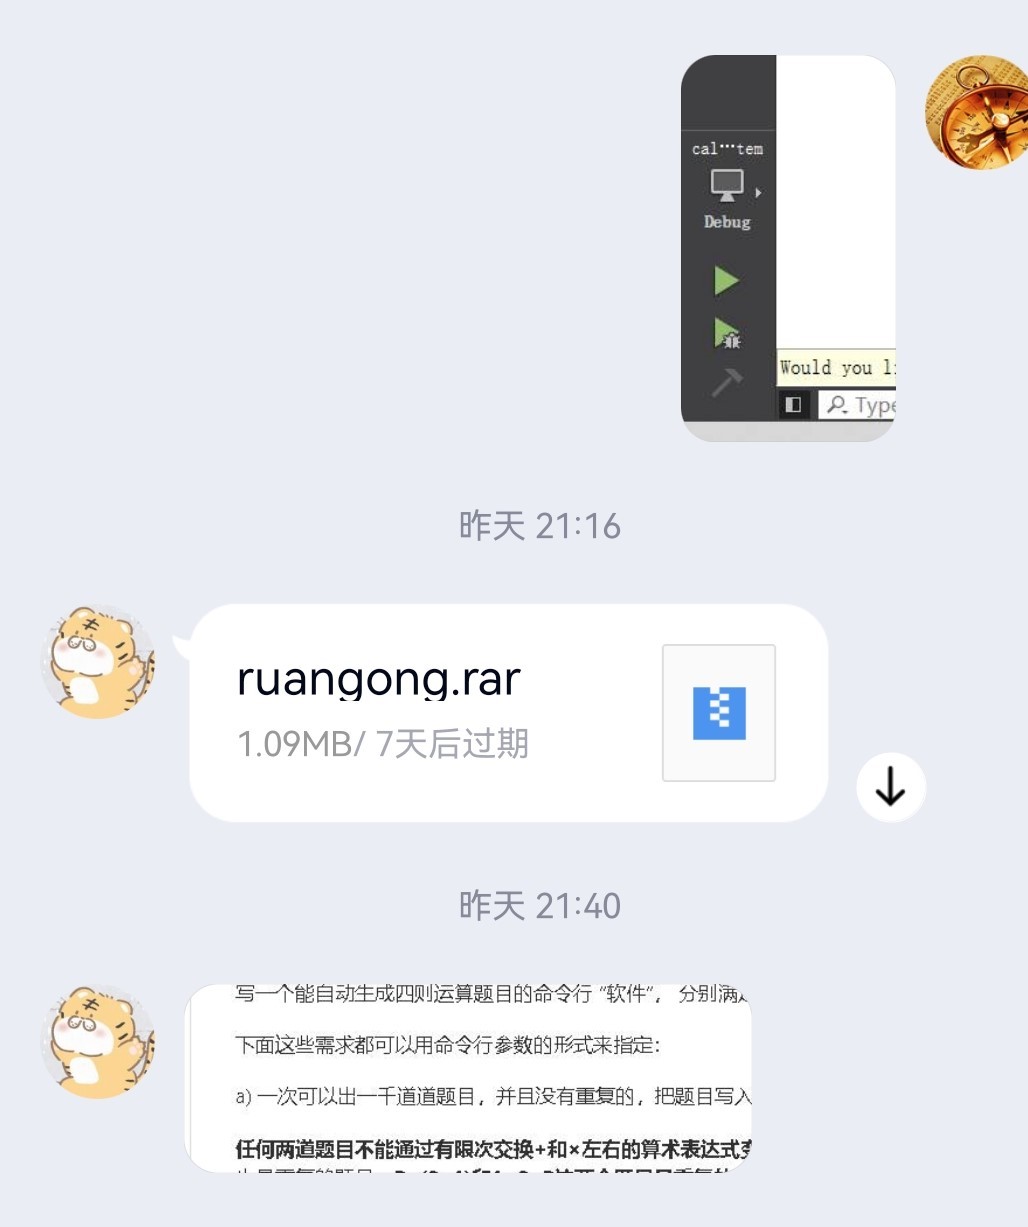 cal···tem
Debug
Would you
Type
昨天 21:16
ruangong.rar
1.09MB/ 7天后过期
昨天 21:40
写一个能自动生成四则运算题目的命令行 “软件”， 分别满
下面这些需求都可以用命令行参数的形式来指定：
a) 一次可以出一千道道题目，并且没有重复的，把题目写入
任何两道题目不能通过有限次交换+和×左右的算术表达式变